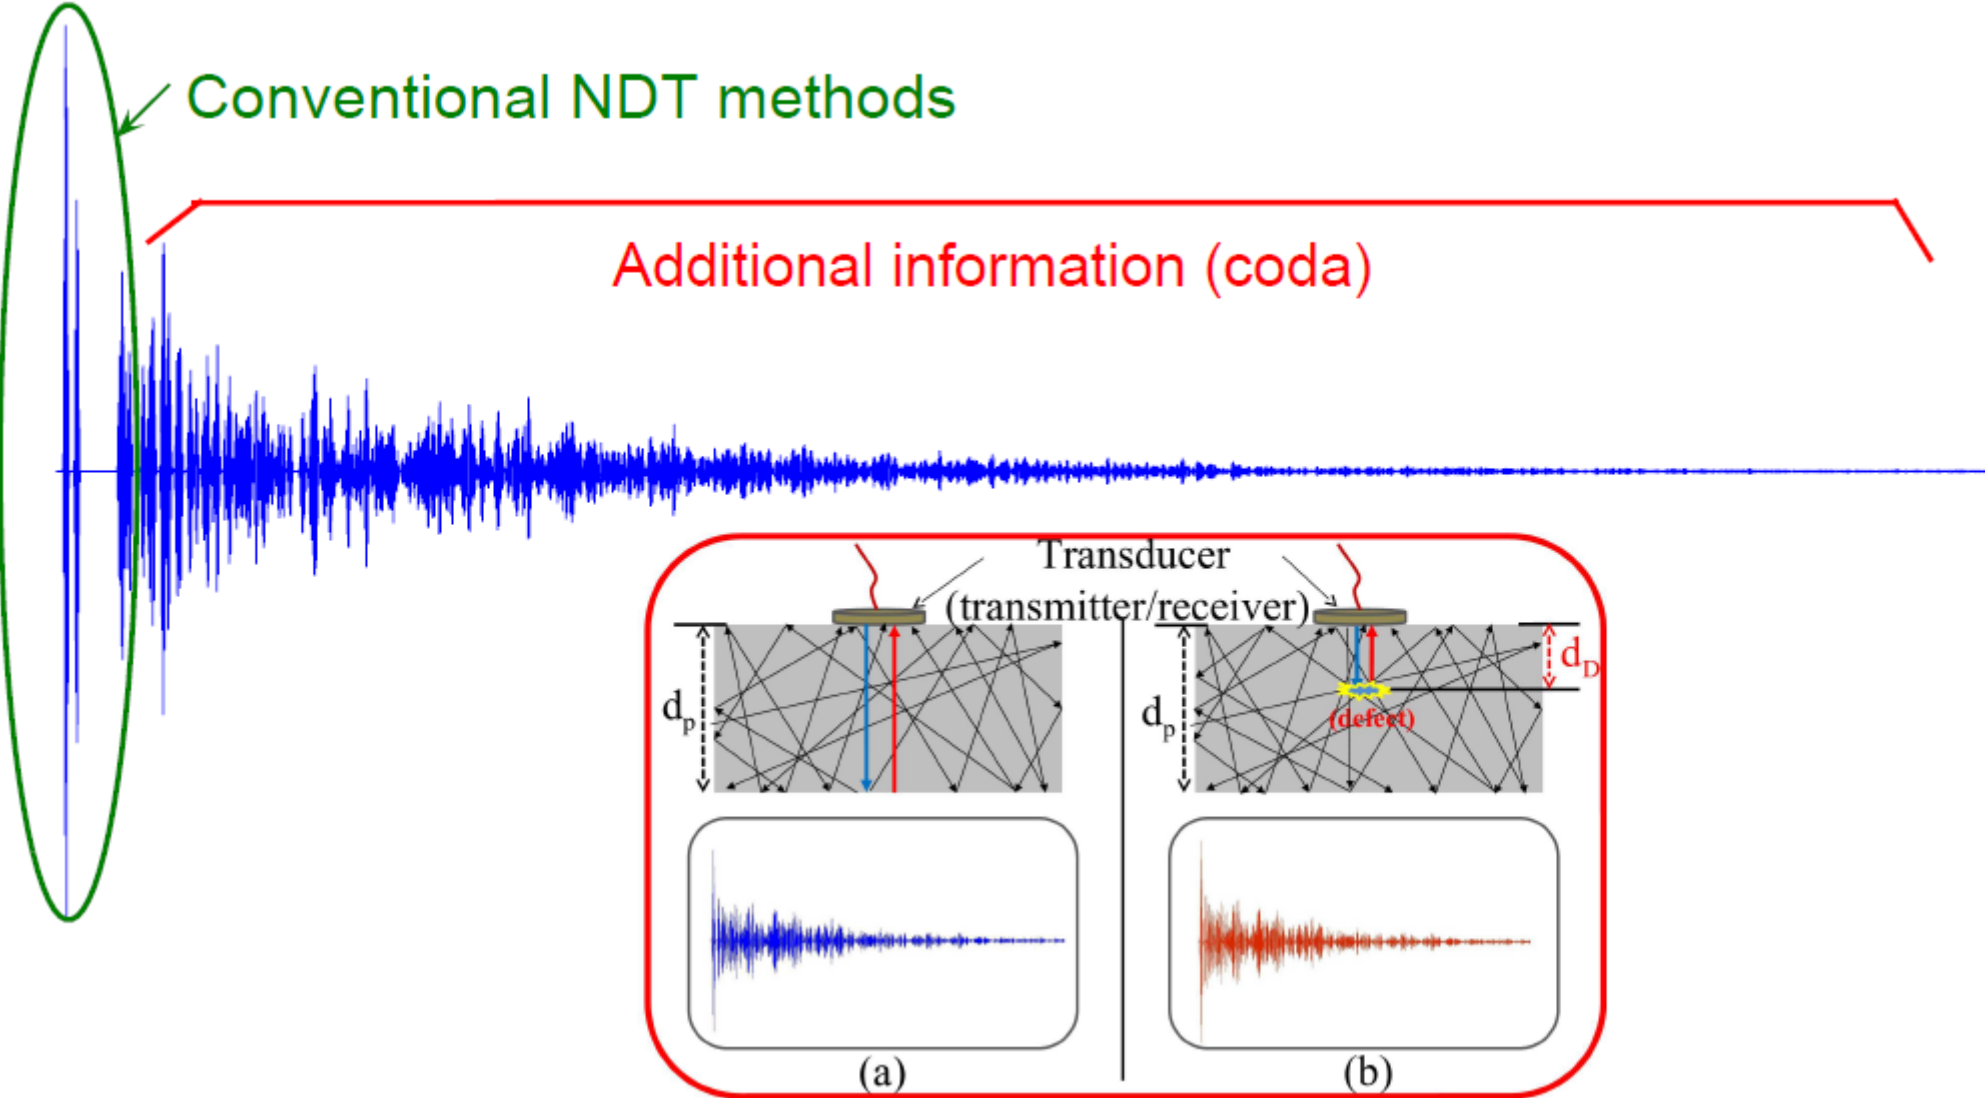 Conventional NDT methods
Additional information (coda)
Transducer
(transmitter/receiver)
dp
dp
dD
(defect)
(a)
(b)